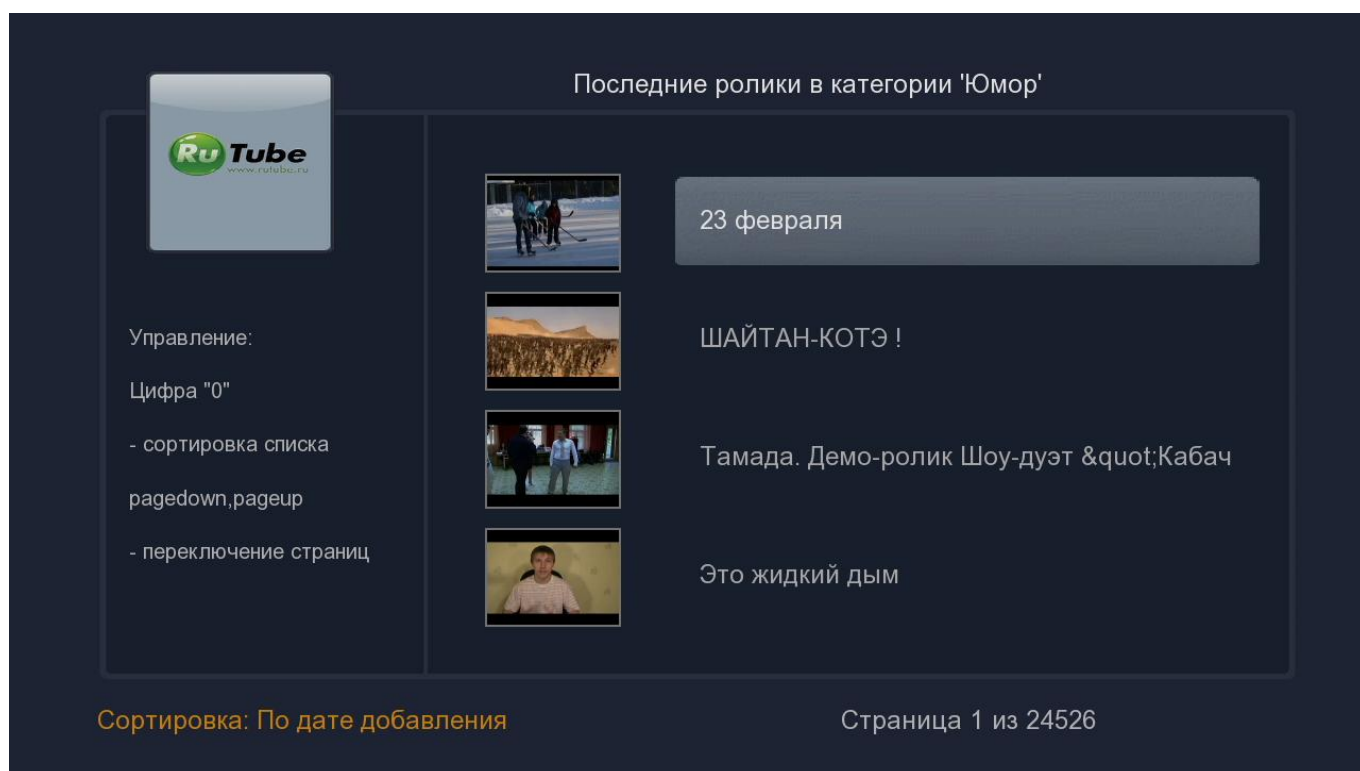 Последние ролики в категории 'Юмор'
Ru Tube
www.rutube.ru
Управление:
Цифра "0"
- сортировка списка
pagedown,pageup
- переключение страниц
23 февраля
ШАЙТАН-КОТЭ !
Тамада. Демо-ролик Шоу-дуэт &quot;Кабач
Это жидкий дым
Сортировка: По дате добавления
Страница 1 из 24526